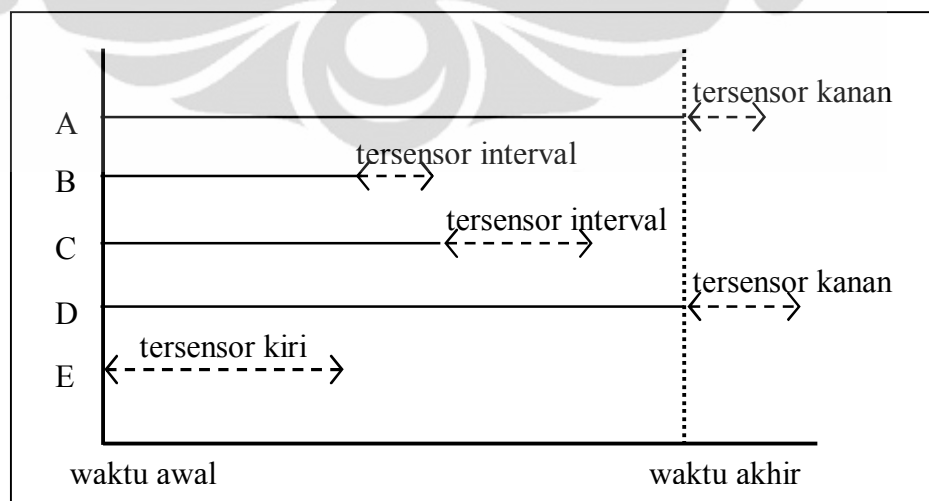 tersensor kanan
A
tersensor interval
B
tersensor interval
C
tersensor kanan
D
tersensor kiri
E
waktu awal waktu akhir